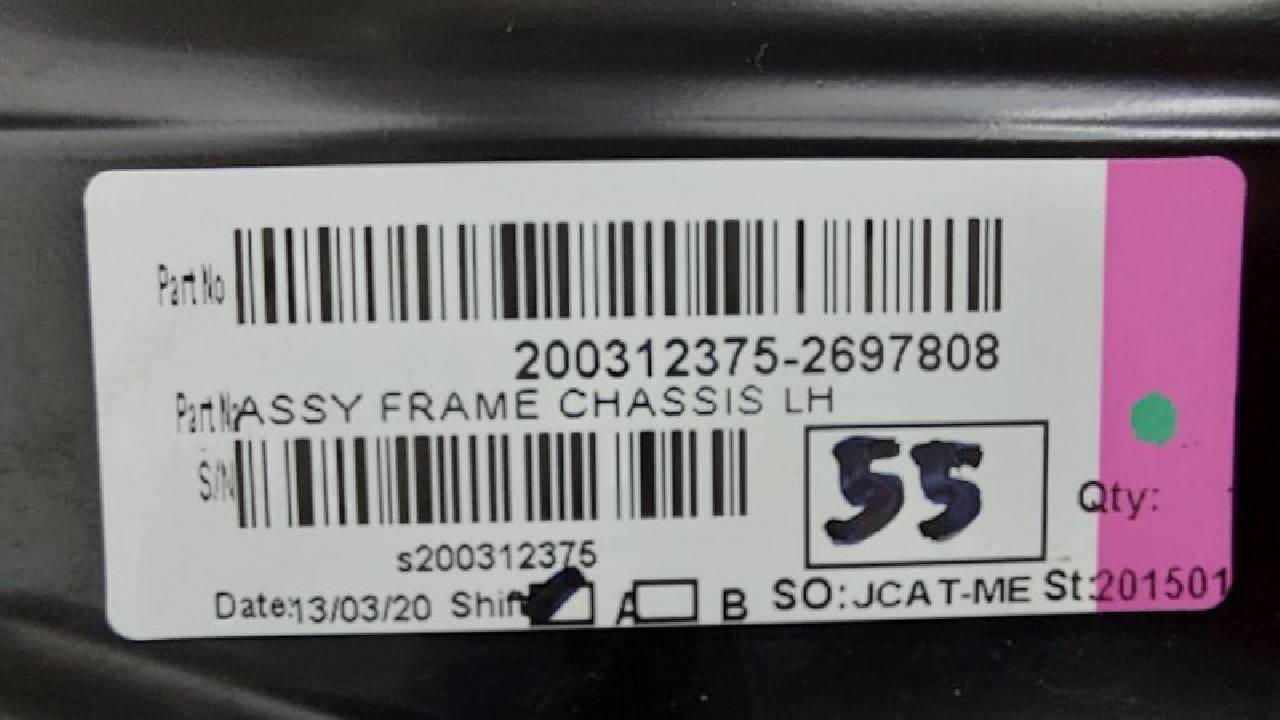 Part No
200312375-2697808
Part Na ASSY FRAME CHASSIS LH
S/N
55
Qty:
s200312375
Date:13/03/20 Shift A B SO:JCAT-ME St:201501